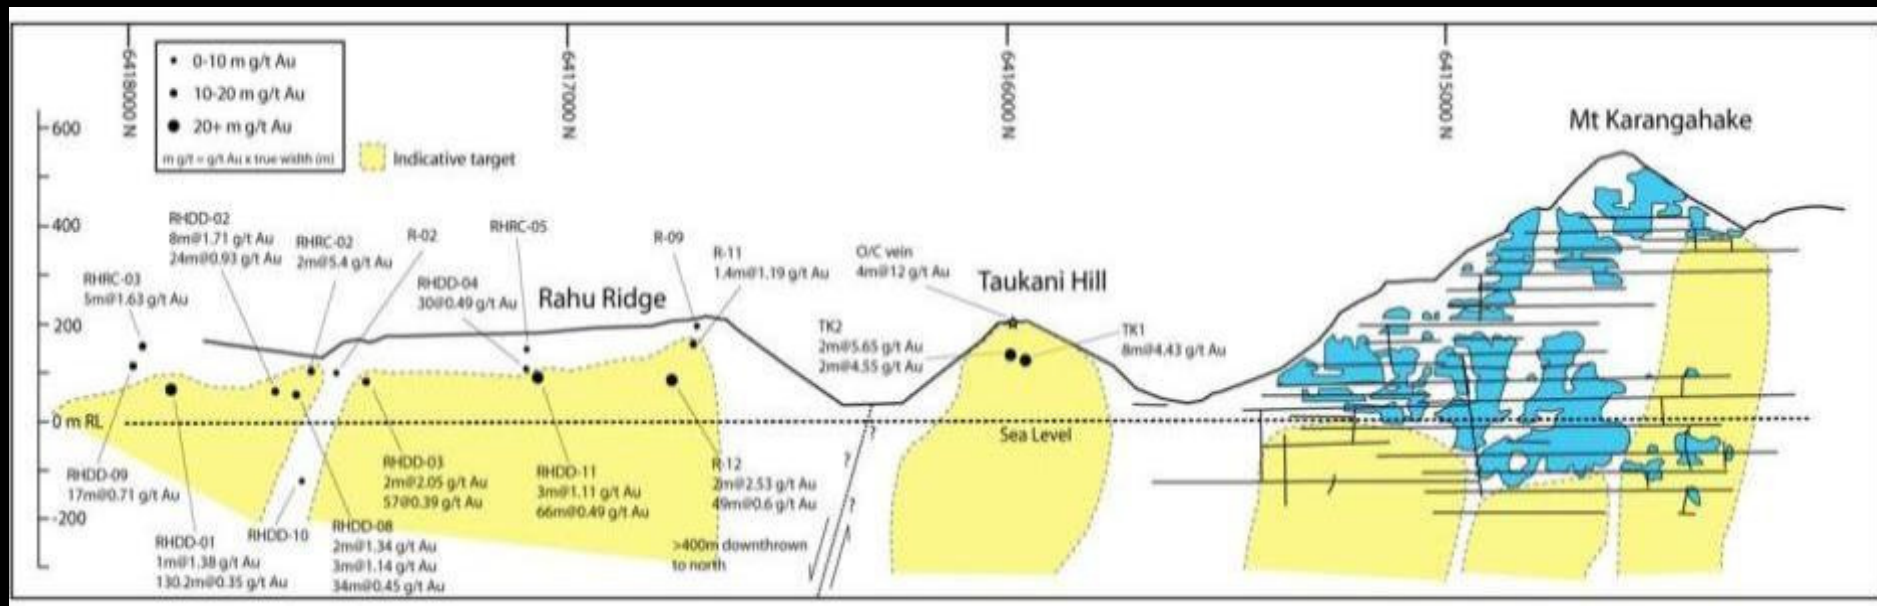 6418000 N
6417000 N
6416000 N
6415000 N
0-10 m g/t Au
10-20 m g/t Au
20+ m g/t Au
m g/t = g/t Au x true width (m)
Indicative target
600
400
200
0 m RL
-200
Mt Karangahake
RHDD-02
8m@1.71 g/t Au
24m@0.93 g/t Au
RHRC-02
2m@5.4 g/t Au
R-02
RHRC-05
R-09
R-11
1.4m@1.19 g/t Au
O/C vein
4m@12 g/t Au
Taukani Hill
RHRC-03
5m@1.63 g/t Au
RHDD-04
30@0.49 g/t Au
Rahu Ridge
TK2
2m@5.65 g/t Au
2m@4.55 g/t Au
TK1
8m@4.43 g/t Au
Sea Level
RHDD-09
17m@0.71 g/t Au
RHDD-03
2m@2.05 g/t Au
57@0.39 g/t Au
RHDD-11
3m@1.11 g/t Au
66m@0.49 g/t Au
R-12
2m@2.53 g/t Au
49m@0.6 g/t Au
RHDD-01
1m@1.38 g/t Au
130.2m@0.35 g/t Au
RHDD-10
RHDD-08
2m@1.34 g/t Au
3m@1.14 g/t Au
34m@0.45 g/t Au
>400m downthrown
to north
?
?
?